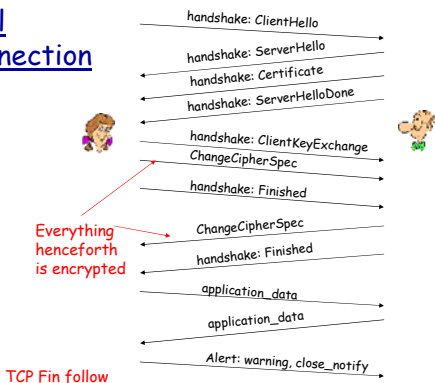 nection
handshake: ClientHello
handshake: ServerHello
handshake: Certificate
handshake: ServerHelloDone
handshake: ClientKeyExchange
ChangeCipherSpec
handshake: Finished
Everything
henceforth
is encrypted
ChangeCipherSpec
handshake: Finished
application_data
application_data
Alert: warning, close_notify
TCP Fin follow